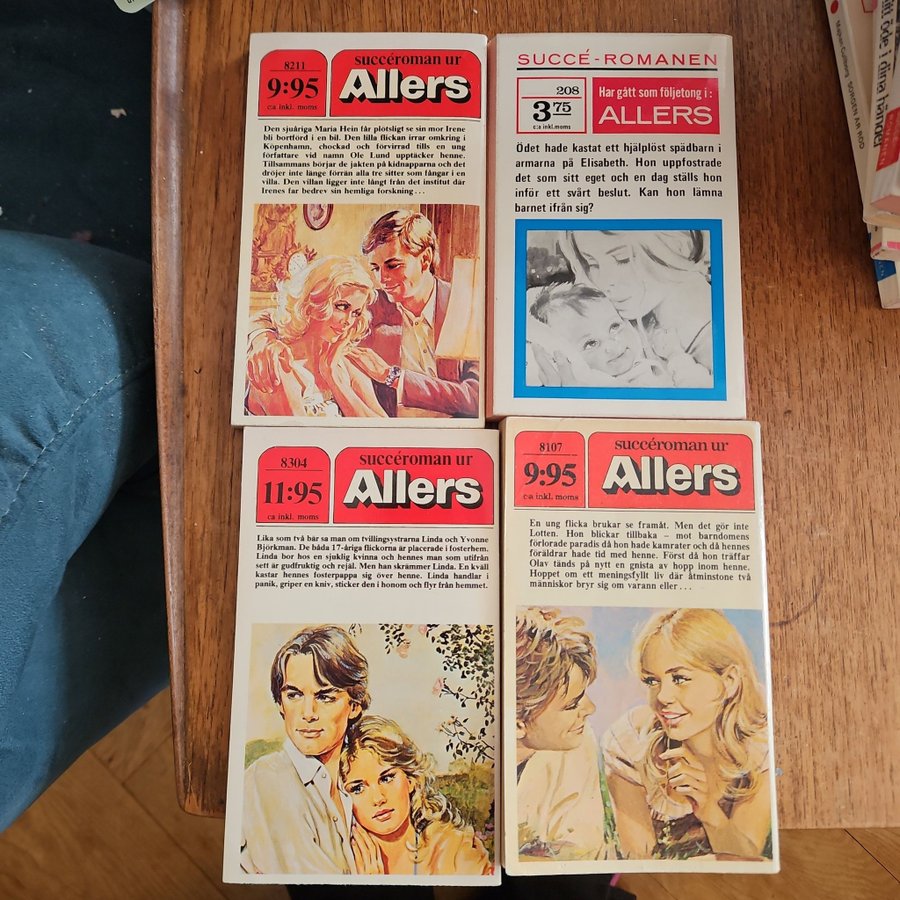 8211
9:95
c:a inkl. moms
succéroman ur
Allers
Den sjuåriga Maria Hein får plötsligt se sin mor Irene
bli bortförd i en bil. Den lilla flickan irrar omkring i
Köpenhamn, chockad och förvirrad tills en ung
författare vid namn Ole Lund upptäcker henne.
Tillsammans börjar de jakten på kidnapparna och det
dröjer inte länge förrän alla tre sitter som fångar i en
villa. Den villan ligger inte långt från det institut där
Irenes far bedrev sin hemliga forskning...
SUCCÉ-ROMANEN
208
3 75
c:a inkl.moms
Har gått som följetong i:
ALLERS
Ödet hade kastat ett hjälplöst spädbarn i
armarna på Elisabeth. Hon uppfostrade
det som sitt eget och en dag ställs hon
inför ett svårt beslut. Kan hon lämna
barnet ifrån sig?
8304
11:95
c:a inkl. moms
succéroman ur
Allers
Lika som två bär sa man om tvillingsystrarna Linda och Yvonne
Björkman. De båda 17-åriga flickorna är placerade i fosterhem.
Linda bor hos en sjuklig kvinna och hennes man som utifrån
sett är gudfruktig och rejäl. Men han skrämmer Linda. En kväll
kastar hennes fosterpappa sig över henne. Linda handlar i
panik, griper en kniv, sticker den i honom och flyr från hemmet.
8107
9:95
c:a inkl. moms
succéroman ur
Allers
En ung flicka brukar se framåt. Men det gör inte
Lotten. Hon blickar tillbaka – mot barndomens
förlorade paradis då hon hade kamrater och då hennes
föräldrar hade tid med henne. Först då hon träffar
Olav tänds på nytt en gnista av hopp inom henne.
Hoppet om ett meningsfyllt liv där åtminstone två
människor bryr sig om varann eller...
öde i dina händer